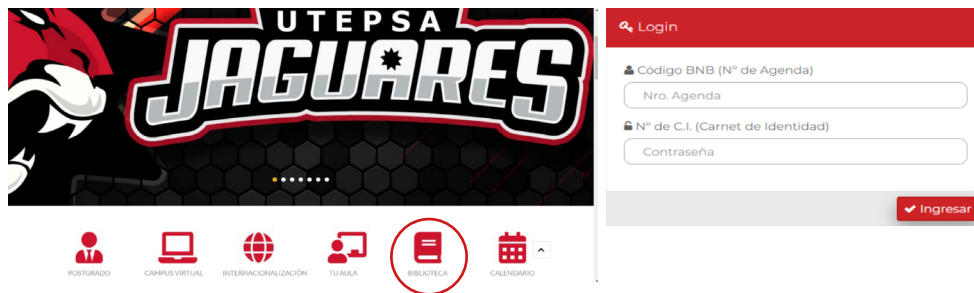 UTEPSA
JAGUARES
POSTGRADO
CAMPUS VIRTUAL
INTERNACIONALIZACIÓN
TU AULA
BIBLIOTECA
CALENDARIO
Login
Código BNB (N° de Agenda)
Nro. Agenda
N° de C.I. (Carnet de Identidad)
Contraseña
Ingresar